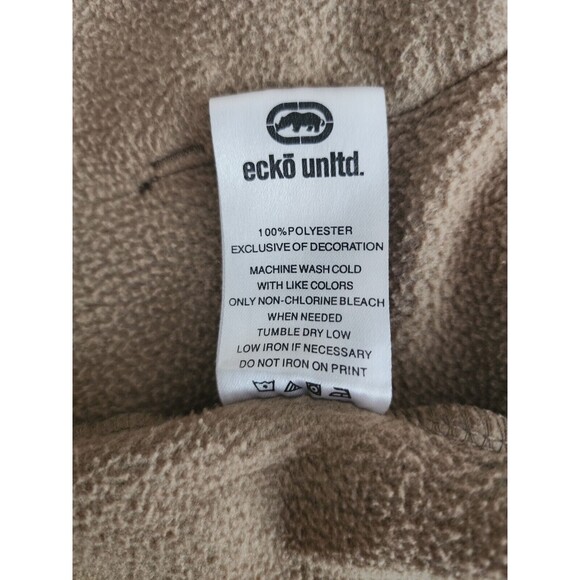 eckō unltd.
100% POLYESTER
EXCLUSIVE OF DECORATION
MACHINE WASH COLD
WITH LIKE COLORS
ONLY NON-CHLORINE BLEACH
WHEN NEEDED
TUMBLE DRY LOW
LOW IRON IF NECESSARY
DO NOT IRON ON PRINT